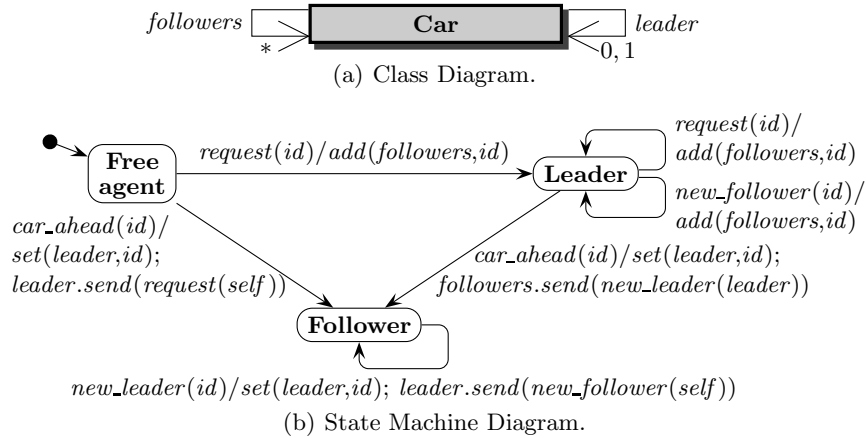 followers
Car
leader
*
0, 1
(a) Class Diagram.
Free
agent
request(id)/add(followers,id)
Leader
request(id)/
add(followers,id)
new_follower(id)/
add(followers,id)
car_ahead(id)/
set(leader,id);
leader.send(request(self))
car_ahead(id)/set(leader,id);
followers.send(new_leader(leader))
Follower
new_leader(id)/set(leader,id); leader.send(new_follower(self))
(b) State Machine Diagram.